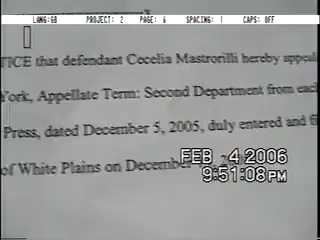 LANG:GB PROJECT: 2 PAGE: 6 SPACING: 1 CAPS: OFF
TICE that defendant Cecelia Mastrorilli hereby appeal
York, Appellate Term: Second Department from eac
Press, dated December 5, 2005, duly entered and fi
of White Plains on December
FEB 4 2006
9:51:08 PM